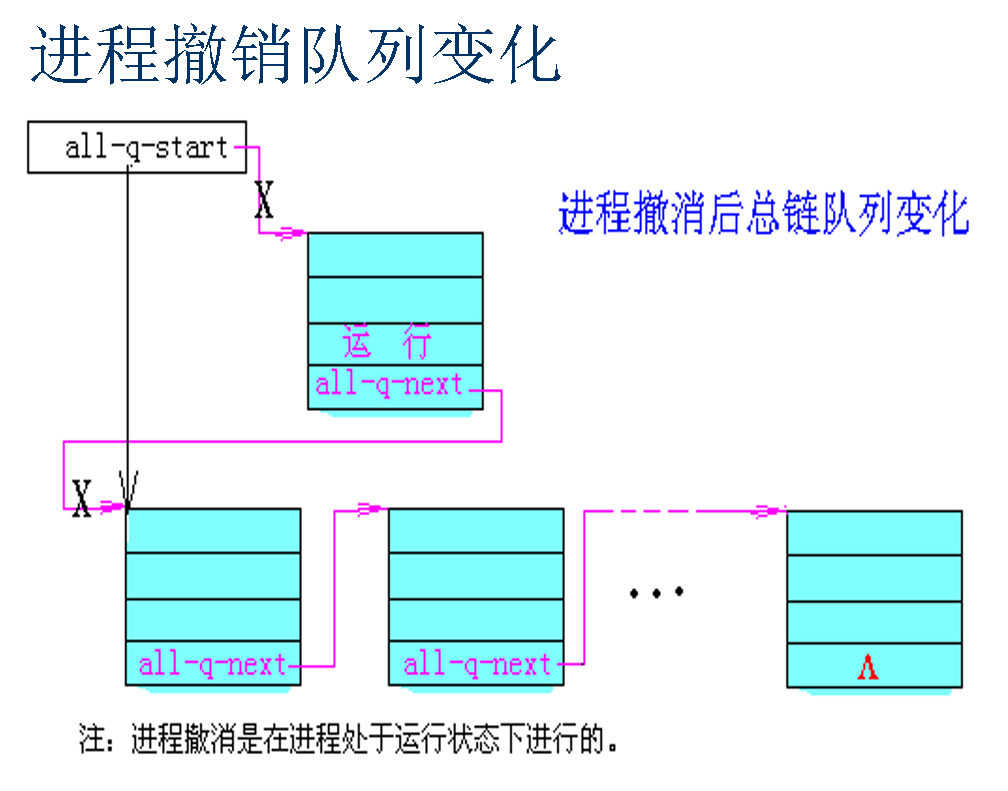 进程撤销队列变化
all-q-start
X
进程撤消后总链队列变化
运 行
all-q-next
X
all-q-next
all-q-next
...
Λ
注：进程撤消是在进程处于运行状态下进行的。